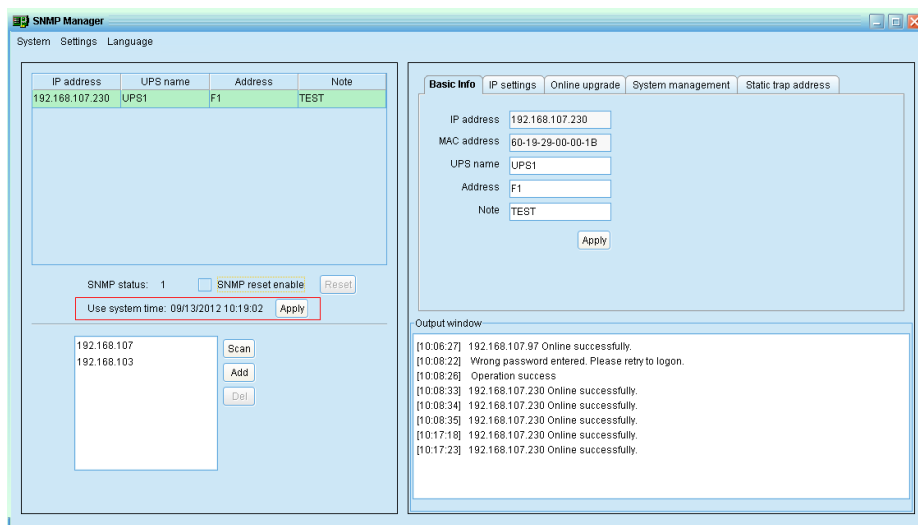 SNMP Manager
System Settings Language
IP address UPS name Address Note
192.168.107.230 UPS1 F1 TEST
SNMP status: 1 SNMP reset enable Reset
Use system time: 09/13/2012 10:19:02 Apply
192.168.107
192.168.103
Scan
Add
Del
Basic Info IP settings Online upgrade System management Static trap address
IP address 192.168.107.230
MAC address 60-19-29-00-00-1B
UPS name UPS1
Address F1
Note TEST
Apply
Output window
[10:06:27] 192.168.107.97 Online successfully.
[10:08:22] Wrong password entered. Please retry to logon.
[10:08:26] Operation success
[10:08:33] 192.168.107.230 Online successfully.
[10:08:34] 192.168.107.230 Online successfully.
[10:08:35] 192.168.107.230 Online successfully.
[10:17:18] 192.168.107.230 Online successfully.
[10:17:23] 192.168.107.230 Online successfully.